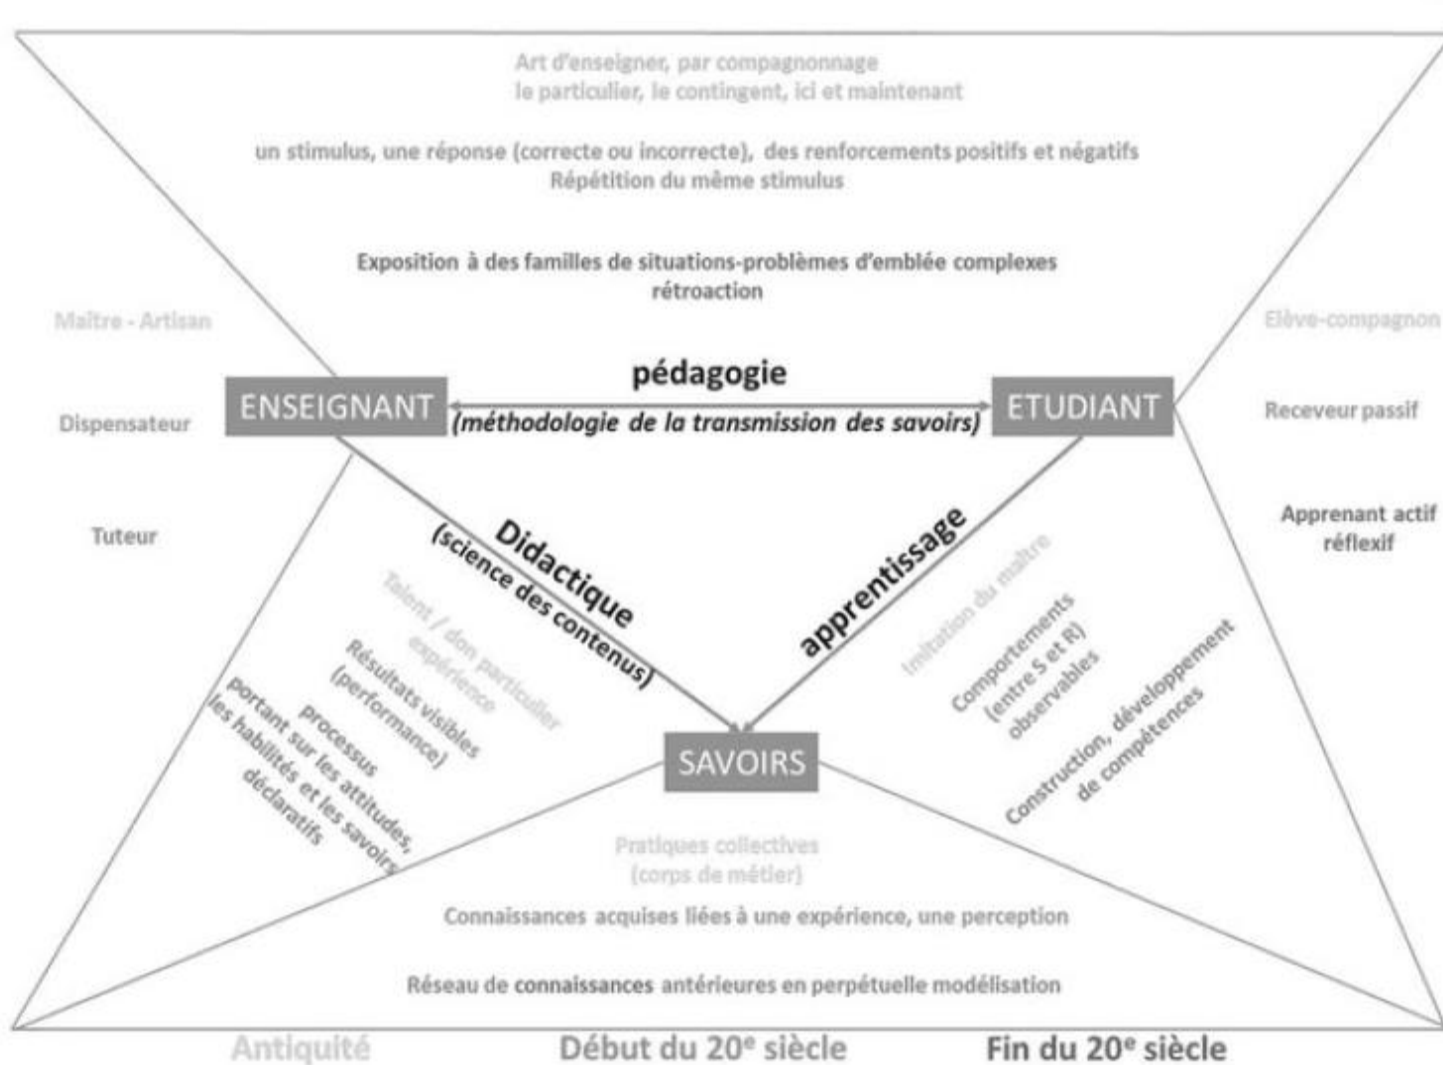 Art d'enseigner, par compagnonnage
le particulier, le contingent, ici et maintenant
un stimulus, une réponse (correcte ou incorrecte), des renforcements positifs et négatifs
Répétition du même stimulus
Exposition à des familles de situations-problèmes d'emblée complexes
rétroaction
Maître - Artisan
Elève-compagnon
pédagogie
ENSEIGNANT
ETUDIANT
(méthodologie de la transmission des savoirs)
Dispensateur
Receveur passif
Tuteur
Apprenant actif
réflexif
Didactique
(science des contenus)
apprentissage
Talent / don particulier
expérience
Résultats visibles
(performance)
processus
portant sur les attitudes,
les habilités et les savoirs
déclaratifs
Imitation du maître
Comportements
(entre S et R)
observables
Construction, développement
de compétences
SAVOIRS
Pratiques collectives
(corps de métier)
Connaissances acquises liées à une expérience, une perception
Réseau de connaissances antérieures en perpétuelle modélisation
Antiquité
Début du 20e siècle
Fin du 20e siècle